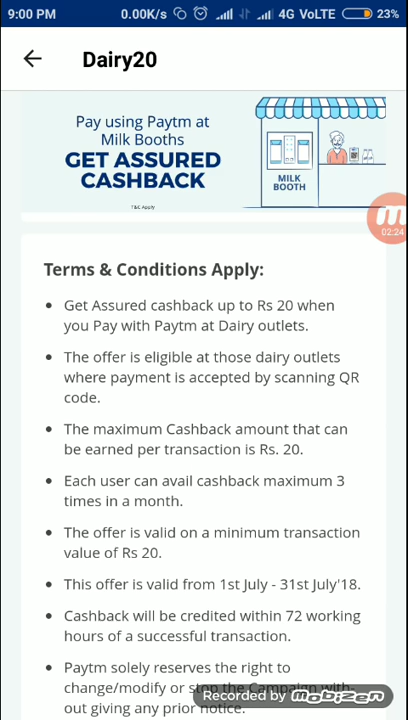 9:00 PM 0.00K/s 4G VoLTE 23%
Dairy20
Pay using Paytm at
Milk Booths
GET ASSURED
CASHBACK
T&C Apply
MILK
BOOTH
02:24
Terms & Conditions Apply:
• Get Assured cashback up to Rs 20 when
you Pay with Paytm at Dairy outlets.
• The offer is eligible at those dairy outlets
where payment is accepted by scanning QR
code.
• The maximum Cashback amount that can
be earned per transaction is Rs. 20.
• Each user can avail cashback maximum 3
times in a month.
• The offer is valid on a minimum transaction
value of Rs 20.
• This offer is valid from 1st July - 31st July'18.
• Cashback will be credited within 72 working
hours of a successful transaction.
• Paytm solely reserves the right to
change/modify or stop the Campaign with-
out giving any prior notice.
Recorded by mobizen